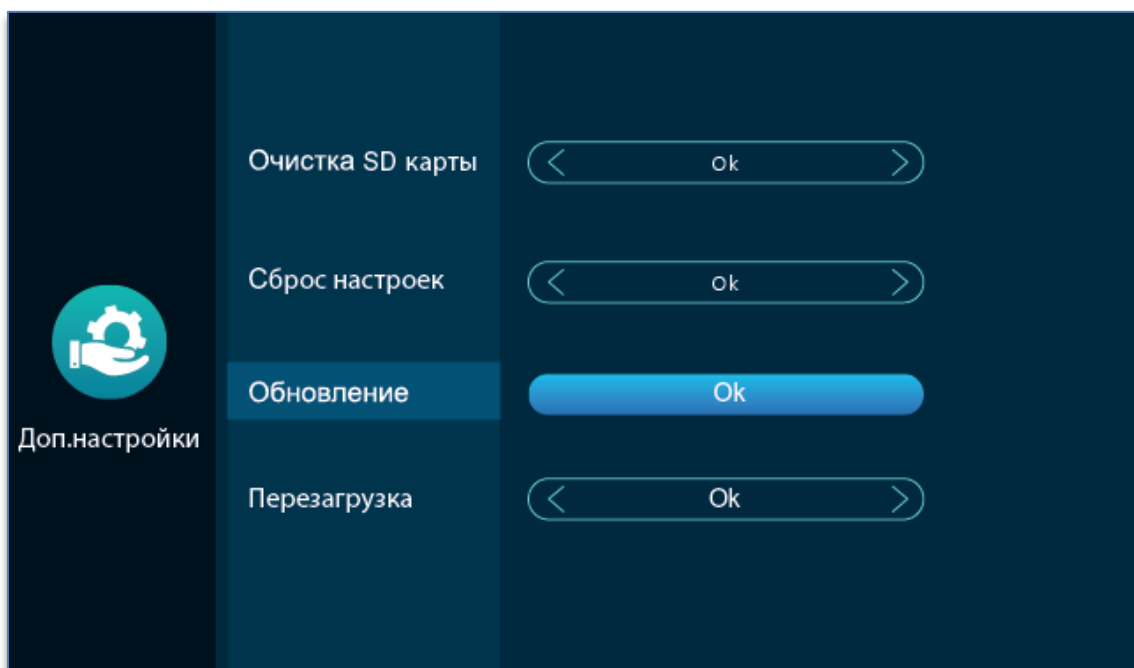 Очистка SD карты
Ok
Сброс настроек
Ok
Обновление
Ok
Доп.настройки
Перезагрузка
Ok